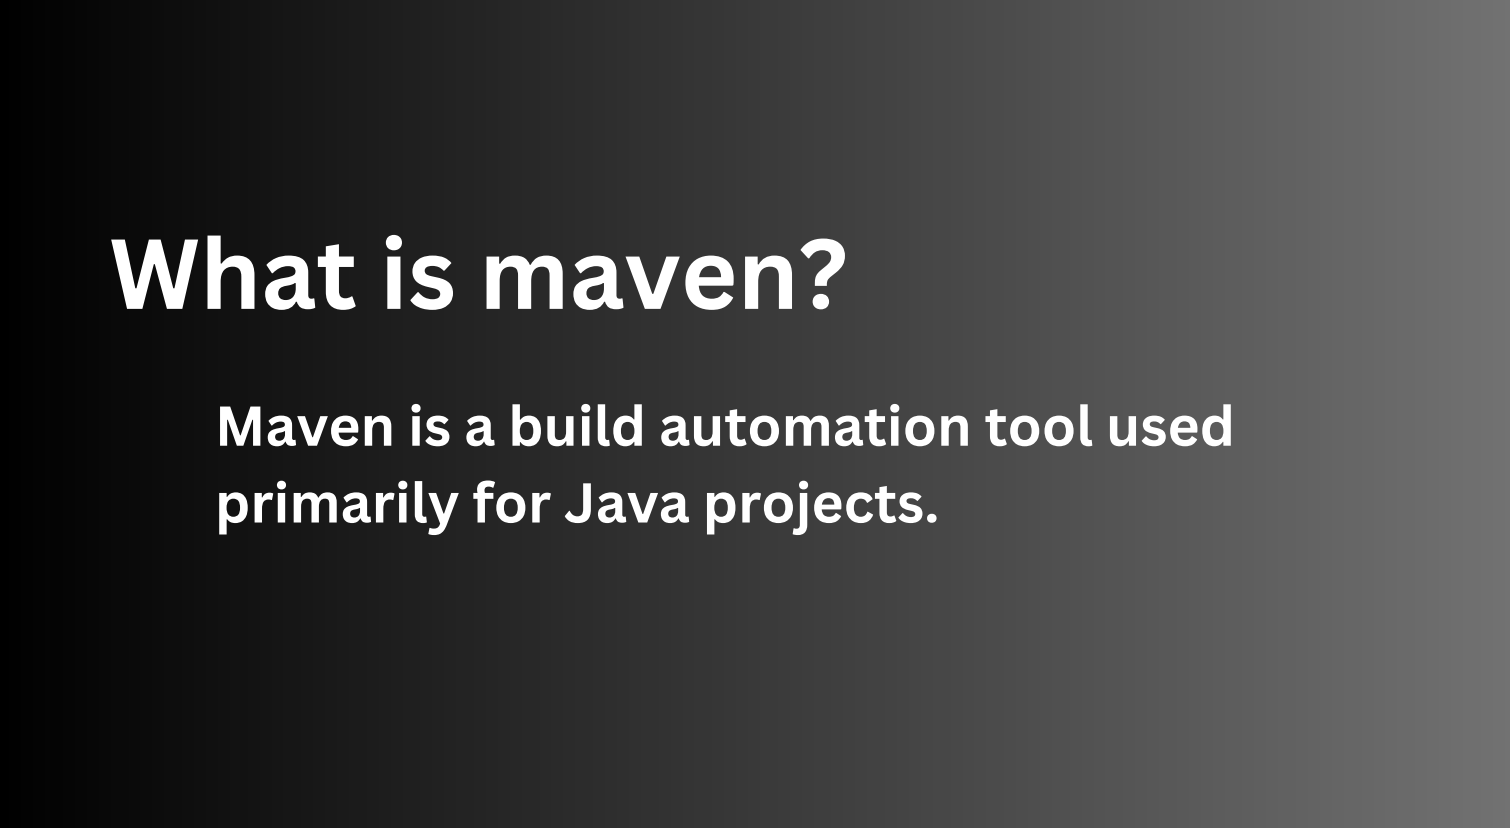 What is maven?
Maven is a build automation tool used
primarily for Java projects.